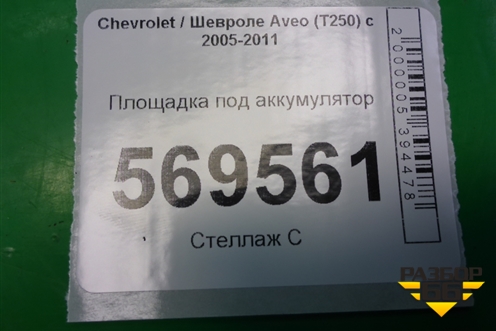 Chevrolet / Шевроле Aveo (T250) с
2005-2011
Площадка под аккумулятор
569561
Стеллаж С
2000005394478
РАЗБОР